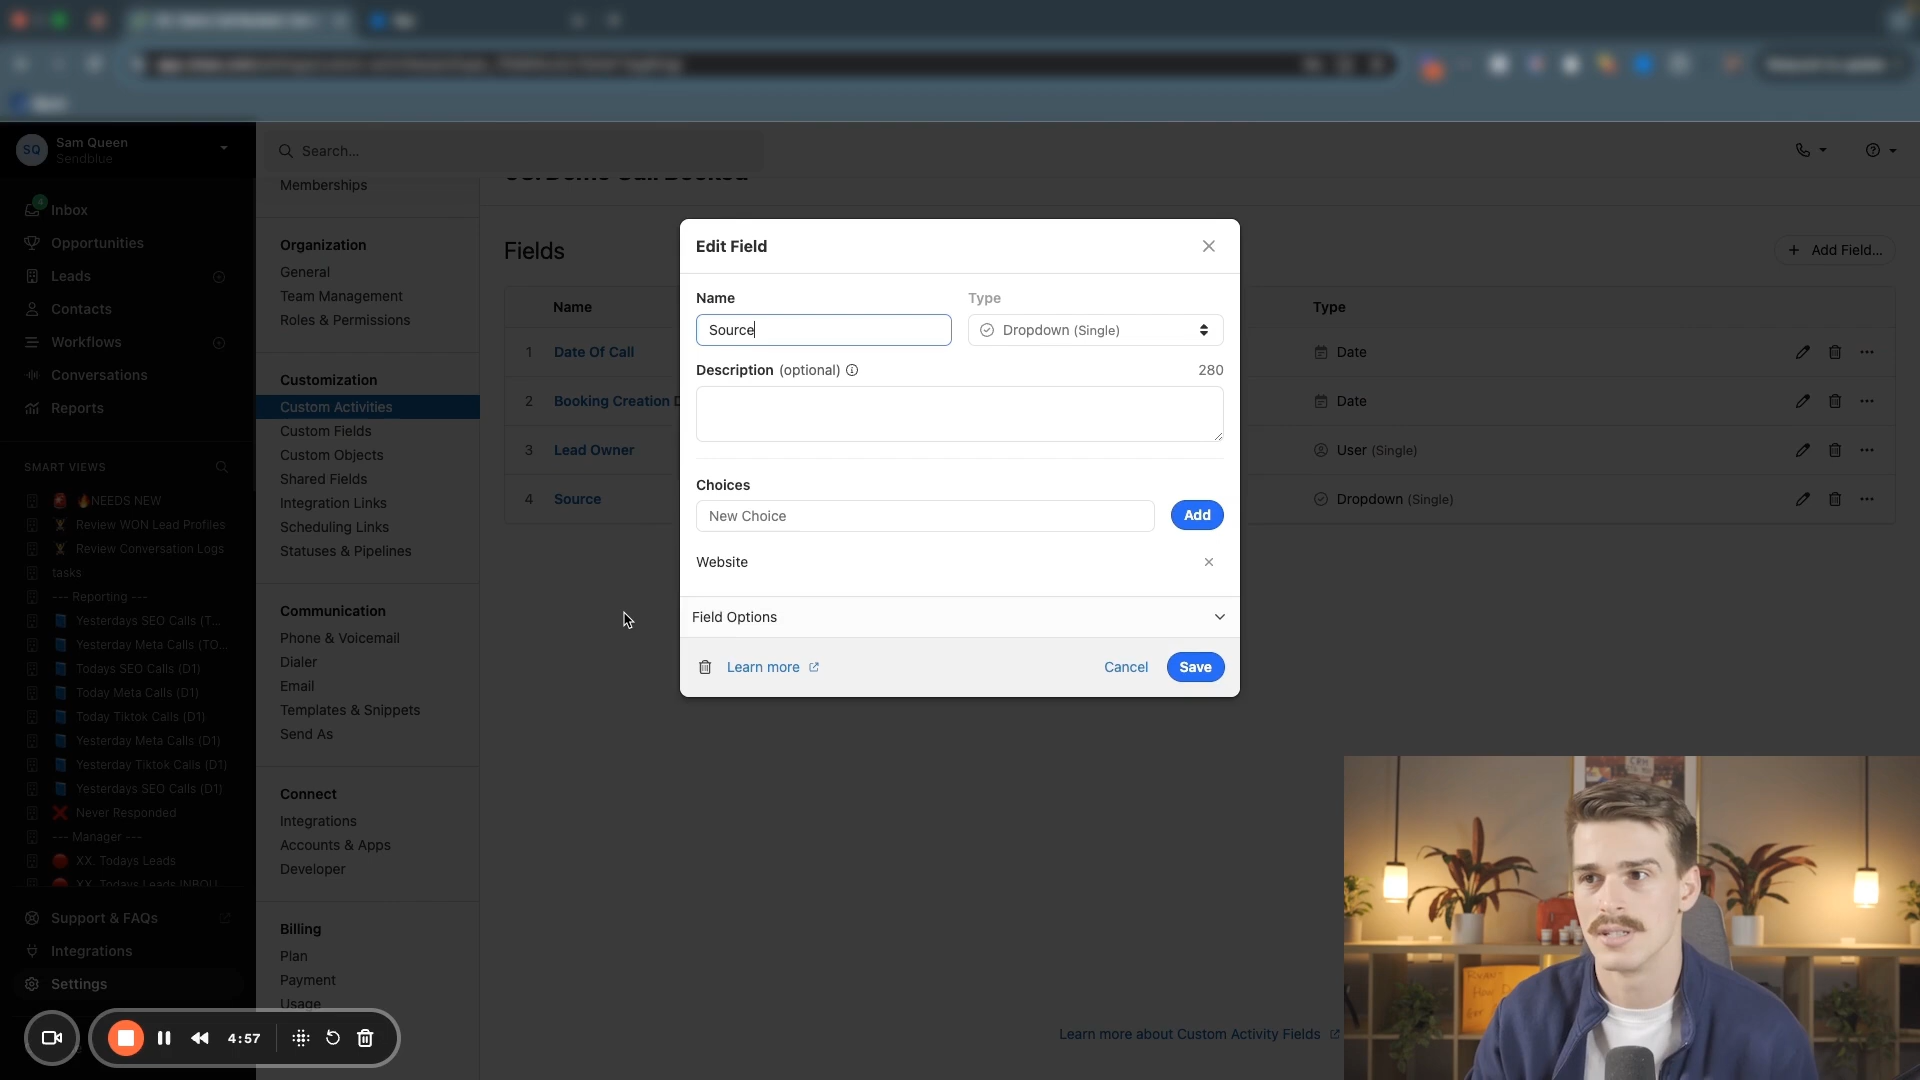 Sam Queen
Sendblue
SQ
Search...
4
Inbox
Opportunities
Leads
Contacts
Workflows
Conversations
Reports
SMART VIEWS
🔥NEEDS NEW
Review WON Lead Profiles
Review Conversation Logs
tasks
--- Reporting ---
Yesterdays SEO Calls (T...
Yesterday Meta Calls (TO...
Todays SEO Calls (D1)
Today Meta Calls (D1)
Today Tiktok Calls (D1)
Yesterday Meta Calls (D1)
Yesterday Tiktok Calls (D1)
Yesterdays SEO Calls (D1)
Never Responded
--- Manager ---
XX. Todays Leads
XX. Todays Leads INBOU...
Support & FAQs
Integrations
Settings
4:57
Memberships
Organization
General
Team Management
Roles & Permissions
Customization
Custom Activities
Custom Fields
Custom Objects
Shared Fields
Integration Links
Scheduling Links
Statuses & Pipelines
Communication
Phone & Voicemail
Dialer
Email
Templates & Snippets
Send As
Connect
Integrations
Accounts & Apps
Developer
Billing
Plan
Payment
Usage
Demo Call Booked
Fields
Add Field...
Name
Type
1 Date Of Call
Date
2 Booking Creation D
Date
3 Lead Owner
User (Single)
4 Source
Dropdown (Single)
Edit Field
Name
Type
Source
Dropdown (Single)
Description (optional)
280
Choices
New Choice
Add
Website
Field Options
Learn more
Cancel
Save
Learn more about Custom Activity Fields